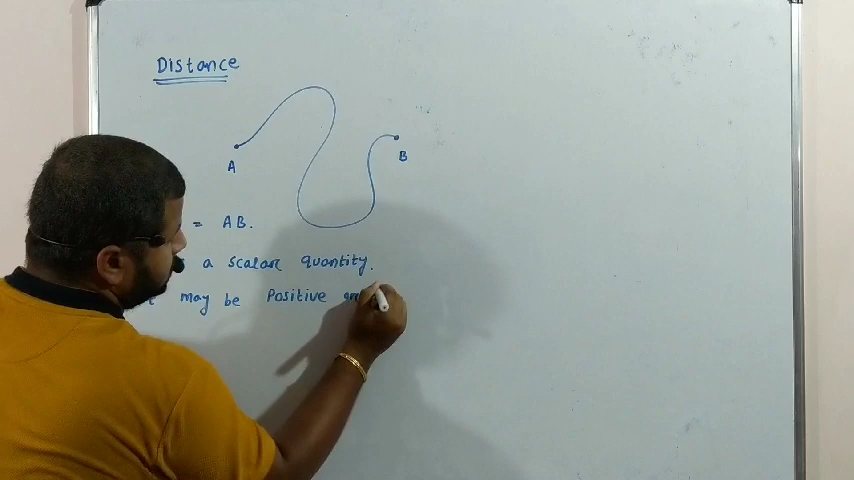 Distance
A
B
= AB.
a scalar quantity.
may be Positive